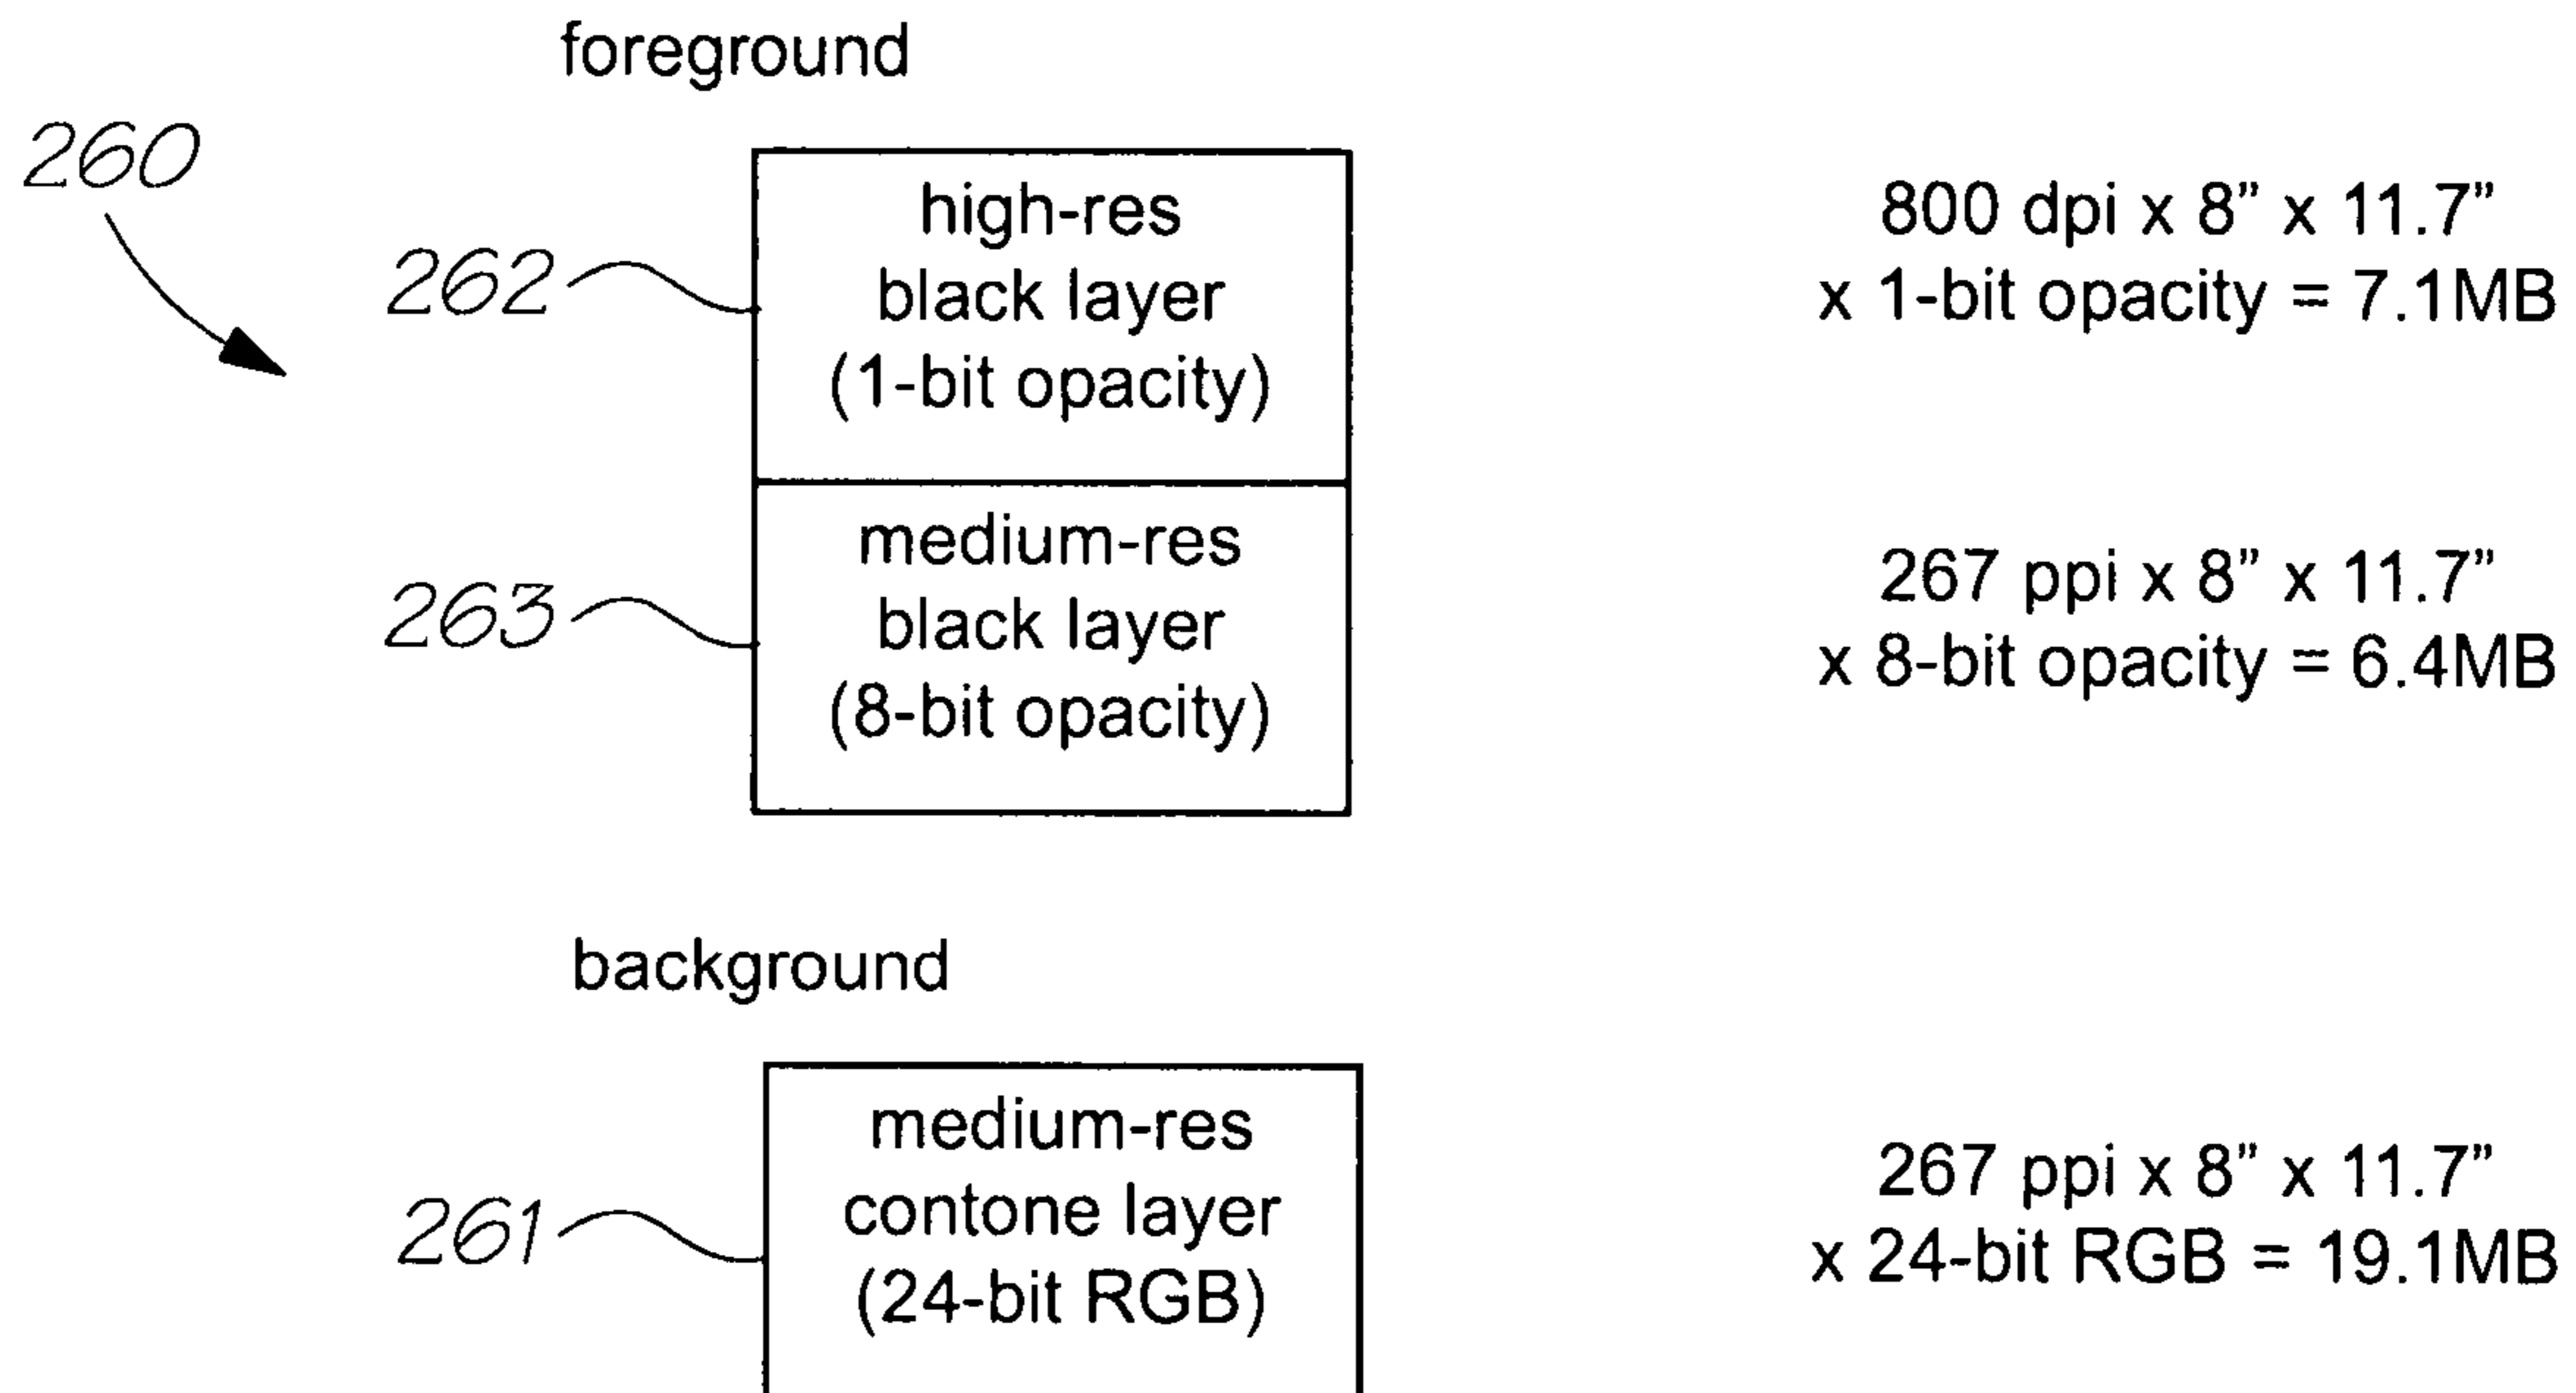 foreground
260
262
high-res
black layer
(1-bit opacity)
800 dpi x 8” x 11.7”
x 1-bit opacity = 7.1MB
263
medium-res
black layer
(8-bit opacity)
267 ppi x 8” x 11.7”
x 8-bit opacity = 6.4MB
background
261
medium-res
contone layer
(24-bit RGB)
267 ppi x 8” x 11.7”
x 24-bit RGB = 19.1MB